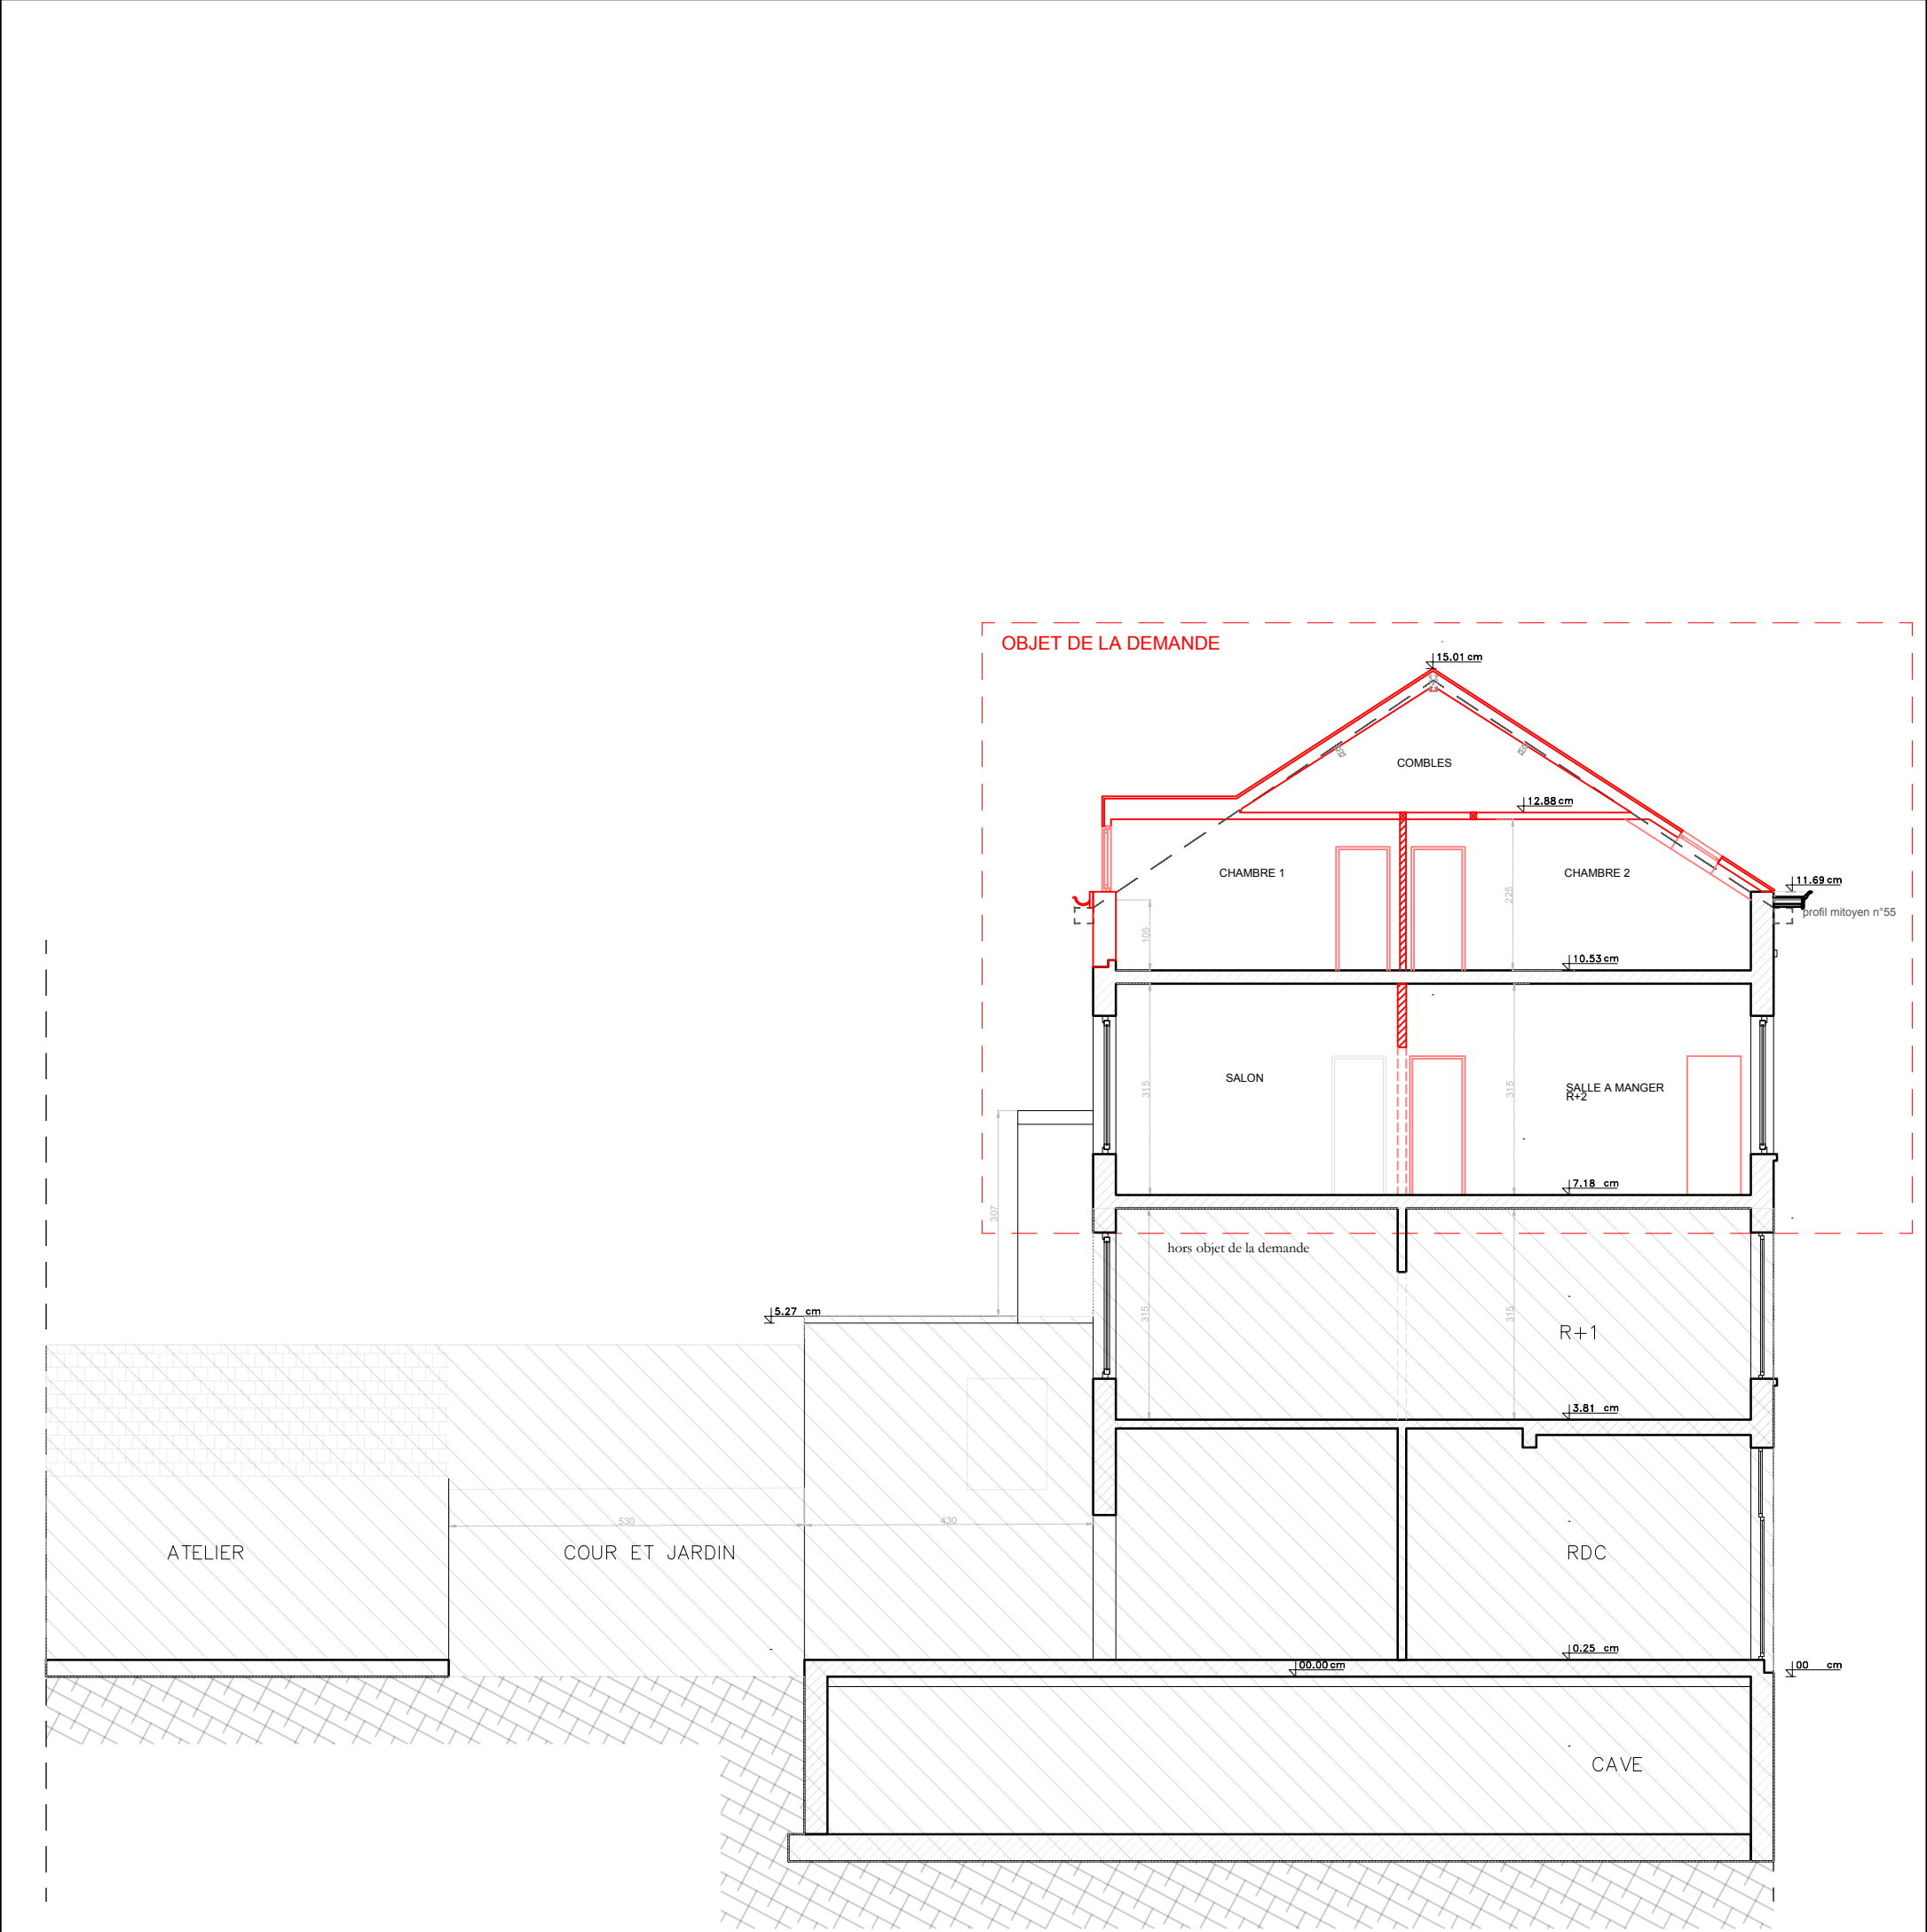 OBJET DE LA DEMANDE
15.01 cm
COMBLES
12.88 cm
CHAMBRE 1
CHAMBRE 2
225
11.69 cm
profil mitoyen n°55
105
10.53 cm
SALON
315
315
SALLE A MANGER
R+2
7.18 cm
307
hors objet de la demande
5.27 cm
315
315
R+1
3.81 cm
530
430
ATELIER
COUR ET JARDIN
RDC
0.25 cm
00.00 cm
00 cm
CAVE